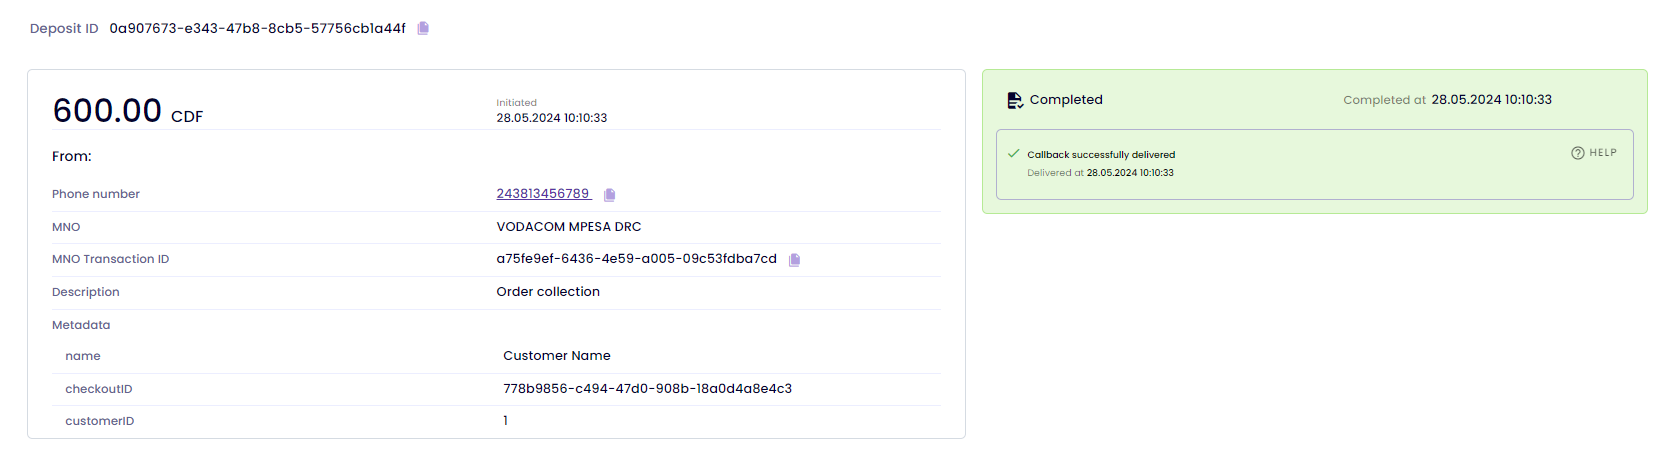 Deposit ID 0a907673-e343-47b8-8cb5-57756cb1a44f
600.00 CDF
Initiated
28.05.2024 10:10:33
From:
Phone number 243813456789
MNO VODACOM MPESA DRC
MNO Transaction ID a75fe9ef-6436-4e59-a005-09c53fdba7cd
Description Order collection
Metadata
name Customer Name
checkoutID 778b9856-c494-47d0-908b-18a0d4a8e4c3
customerID 1
Completed Completed at 28.05.2024 10:10:33
Callback successfully delivered HELP
Delivered at 28.05.2024 10:10:33